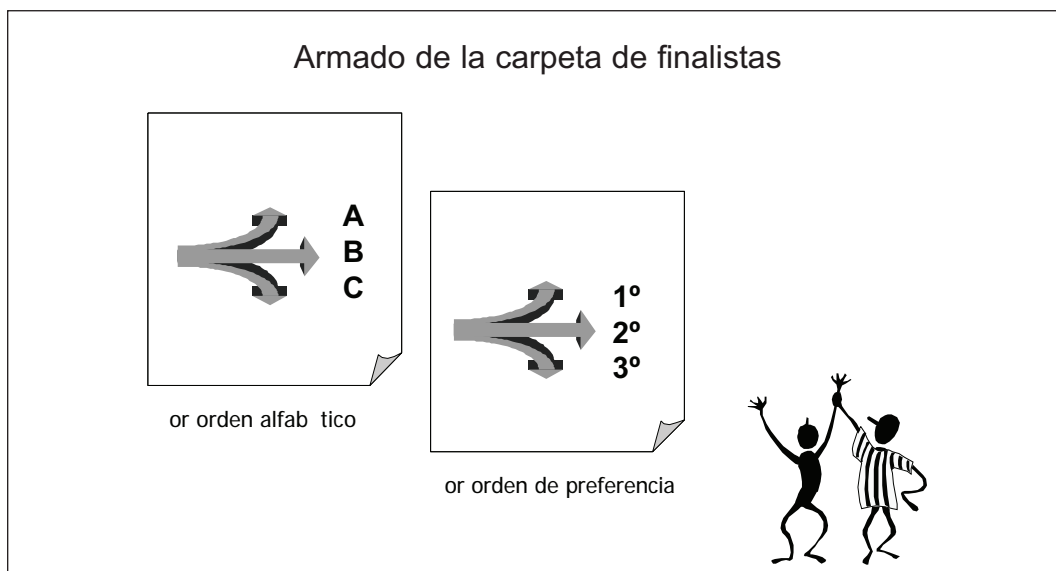 Armado de la carpeta de finalistas
A
B
C
or orden alfab tico
1º
2º
3º
or orden de preferencia